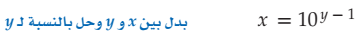 بدل بين x و y وحل بالنسبة لـ y x = 10^{y – 1}